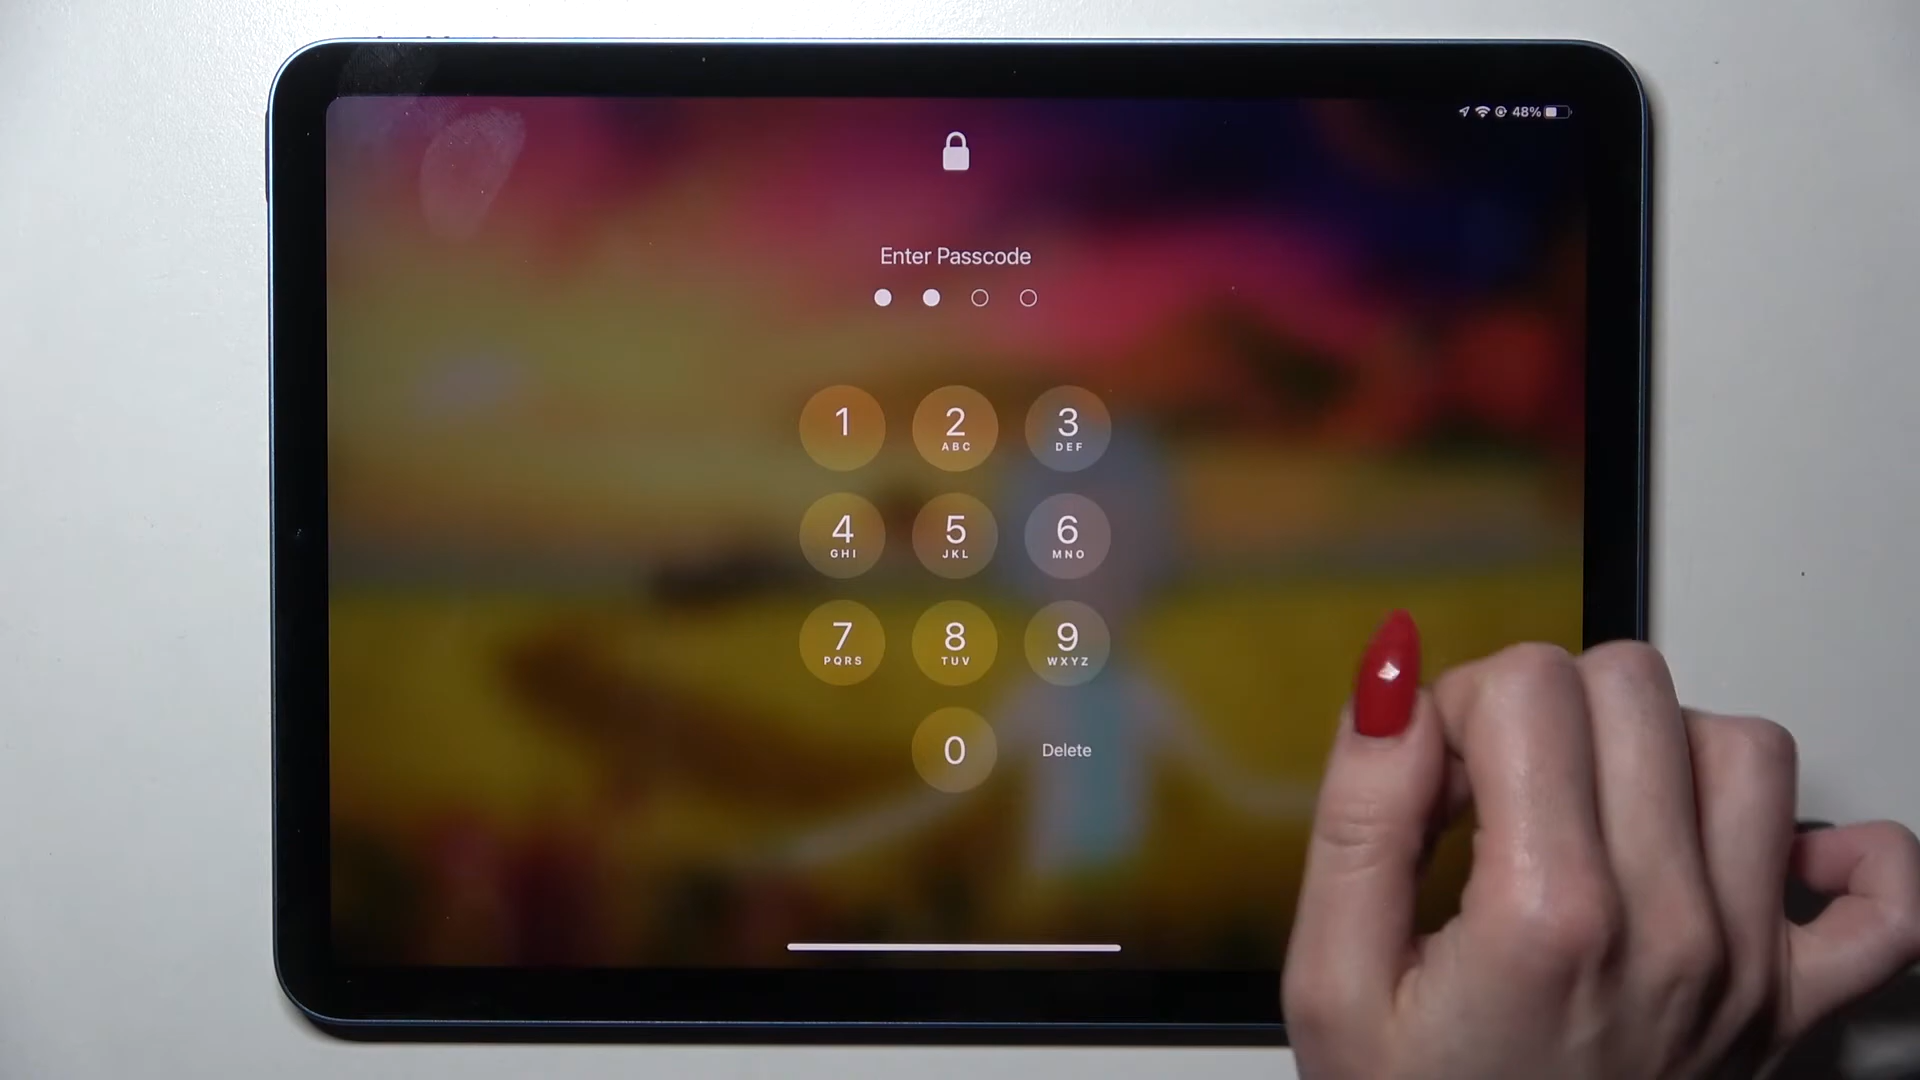 48%
Enter Passcode
1 2 3
ABC DEF
4 5 6
GHI JKL MNO
7 8 9
PQRS TUV WXYZ
0 Delete